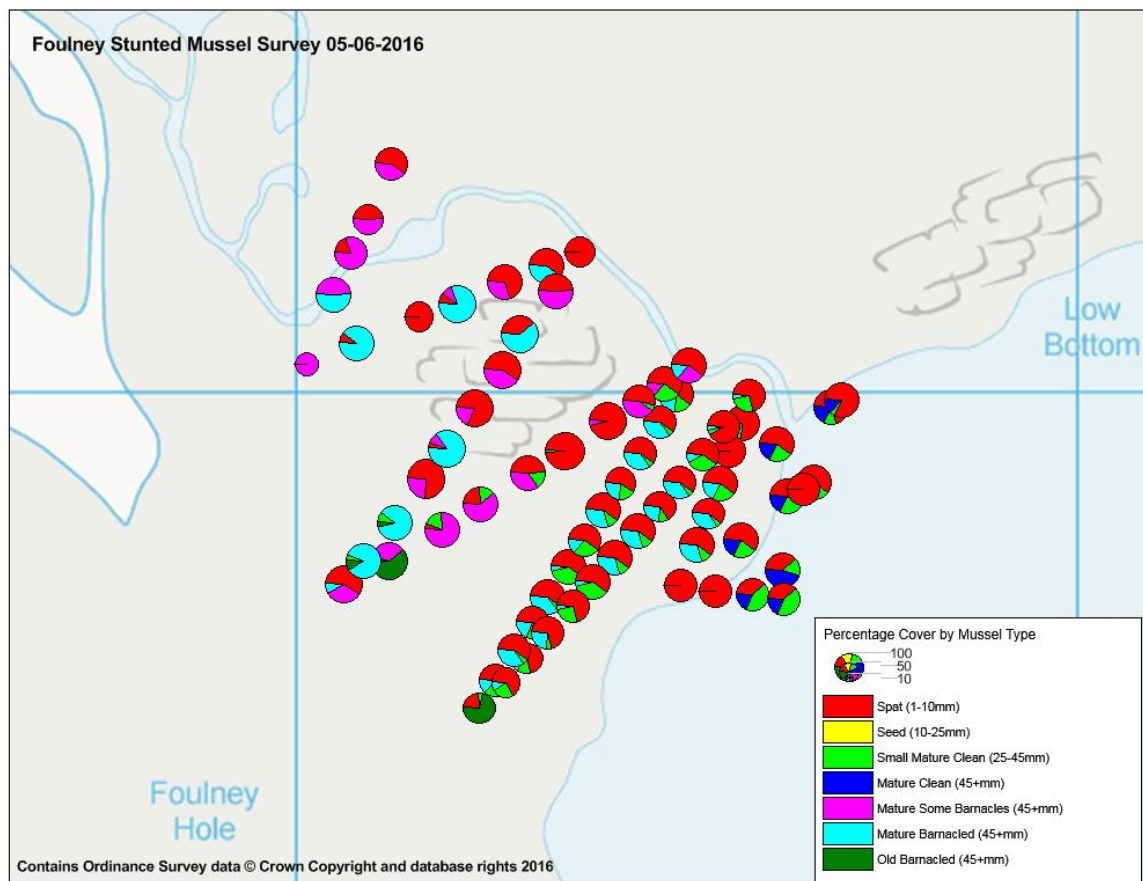 Foulney Stunted Mussel Survey 05-06-2016
Low
Bottom
Foulney
Hole
Percentage Cover by Mussel Type
100
50
10
Spat (1-10mm)
Seed (10-25mm)
Small Mature Clean (25-45mm)
Mature Clean (45+mm)
Mature Some Barnacles (45+mm)
Mature Barnacled (45+mm)
Old Barnacled (45+mm)
Contains Ordinance Survey data © Crown Copyright and database rights 2016